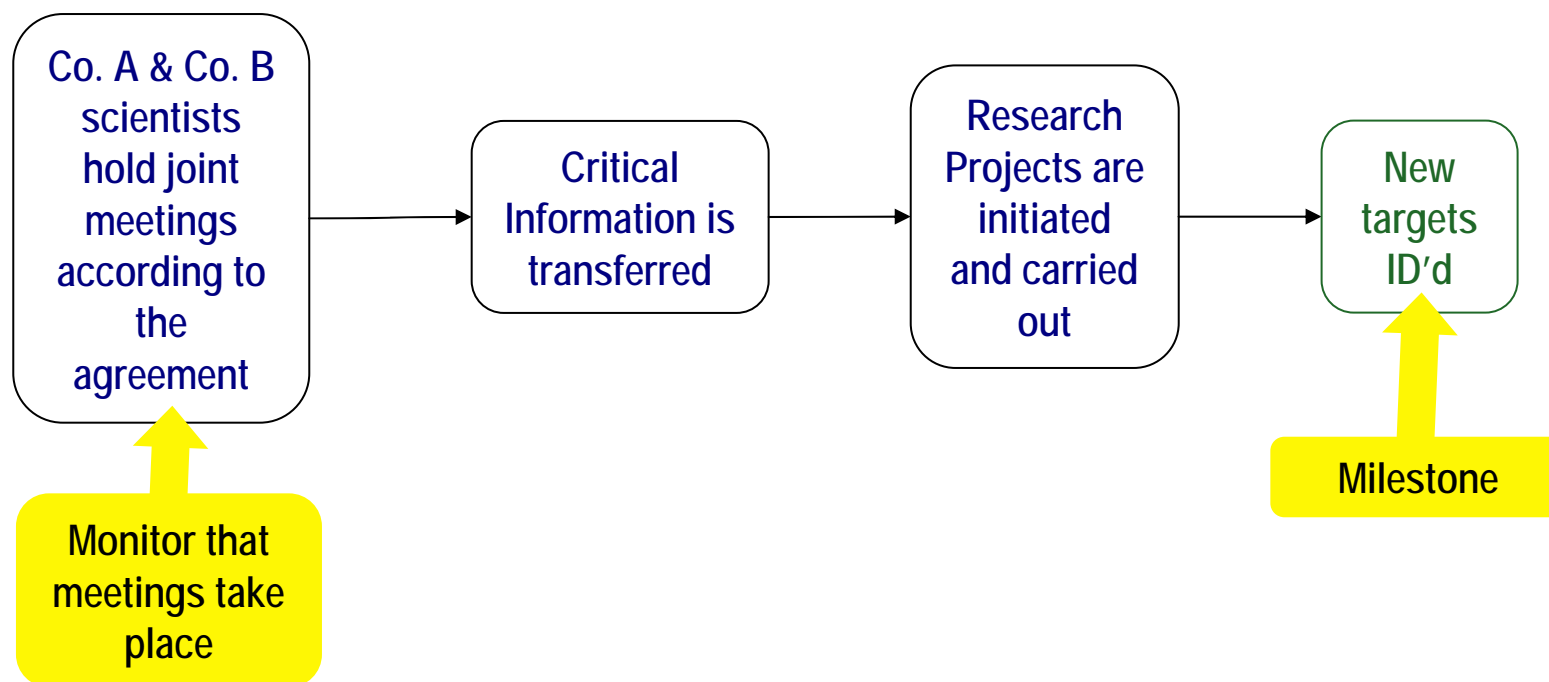 Co. A & Co. B
scientists
hold joint
meetings
according to
the
agreement
Critical
Information is
transferred
Research
Projects are
initiated
and carried
out
New
targets
ID'd
Monitor that
meetings take
place
Milestone